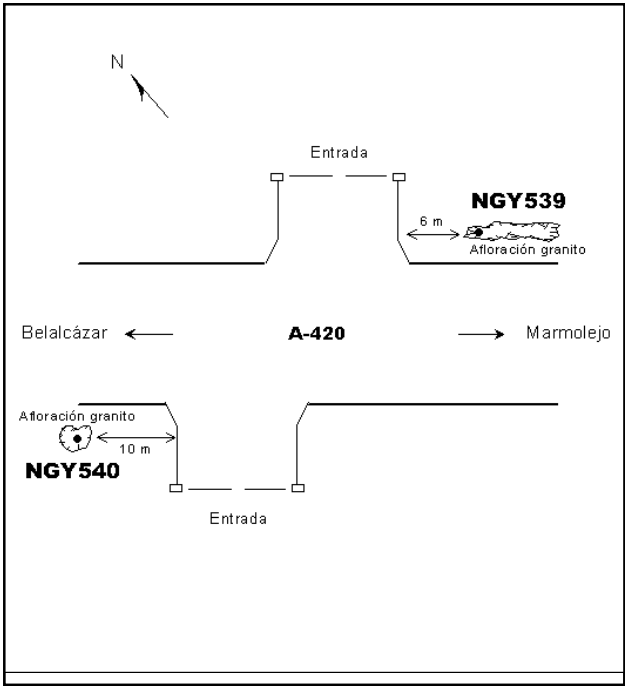 N
Entrada
NGY539
6 m
Afloración granito
Belalcázar
A-420
Marmolejo
Afloración granito
10 m
NGY540
Entrada